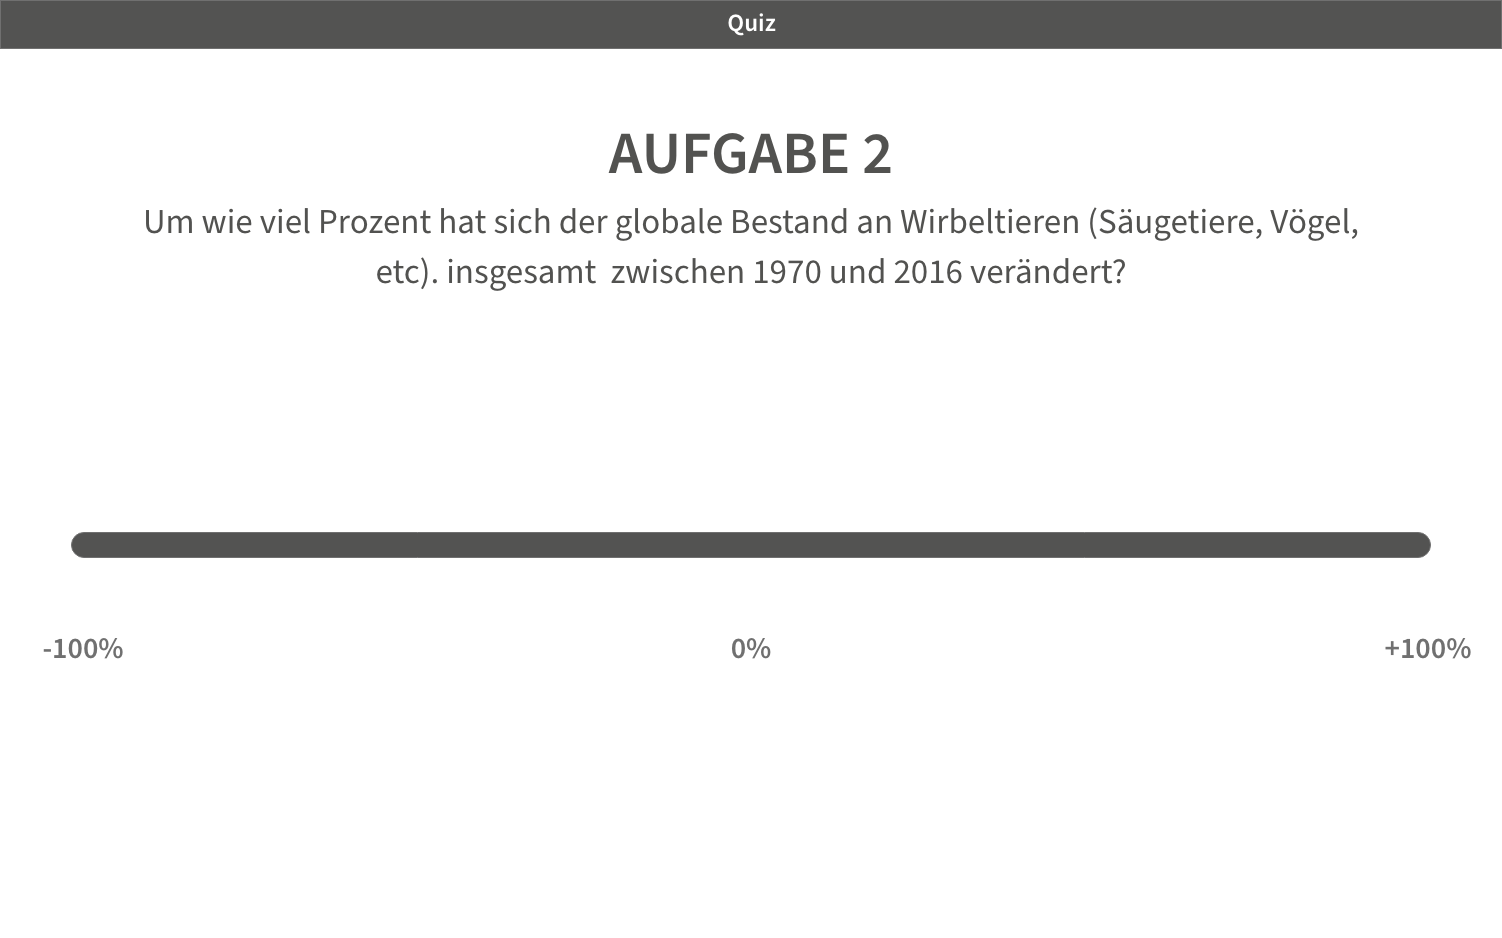 Quiz
AUFGABE 2
Um wie viel Prozent hat sich der globale Bestand an Wirbeltieren (Säugetiere, Vögel,
etc). insgesamt  zwischen 1970 und 2016 verändert?
-100% 0% +100%